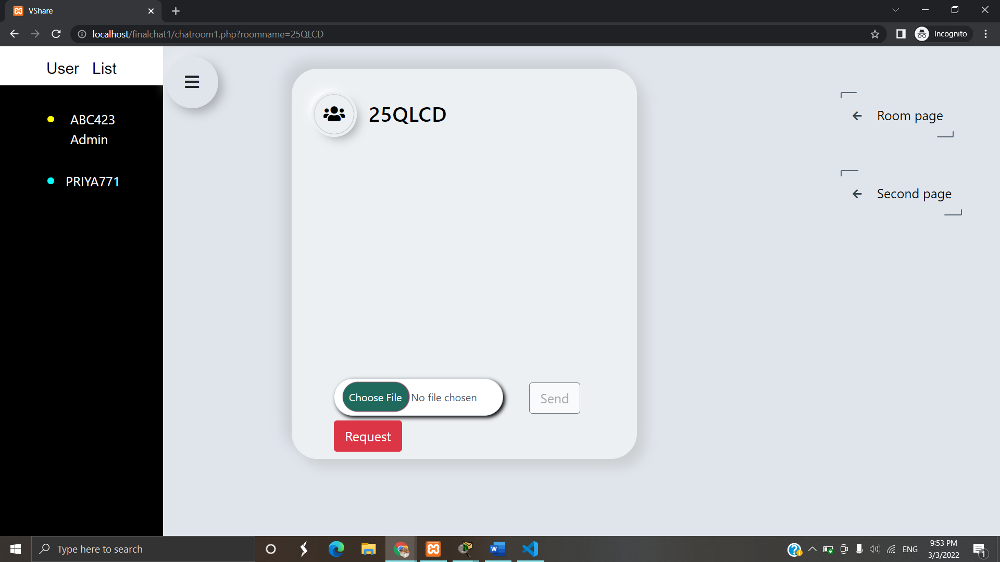 VShare
localhost/finalchat1/chatroom1.php?roomname=25QLCD
Incognito
User List
ABC423
Admin
PRIYA771
25QLCD
Room page
Second page
Choose File No file chosen
Send
Request
Type here to search
ENG
9:53 PM
3/3/2022
1